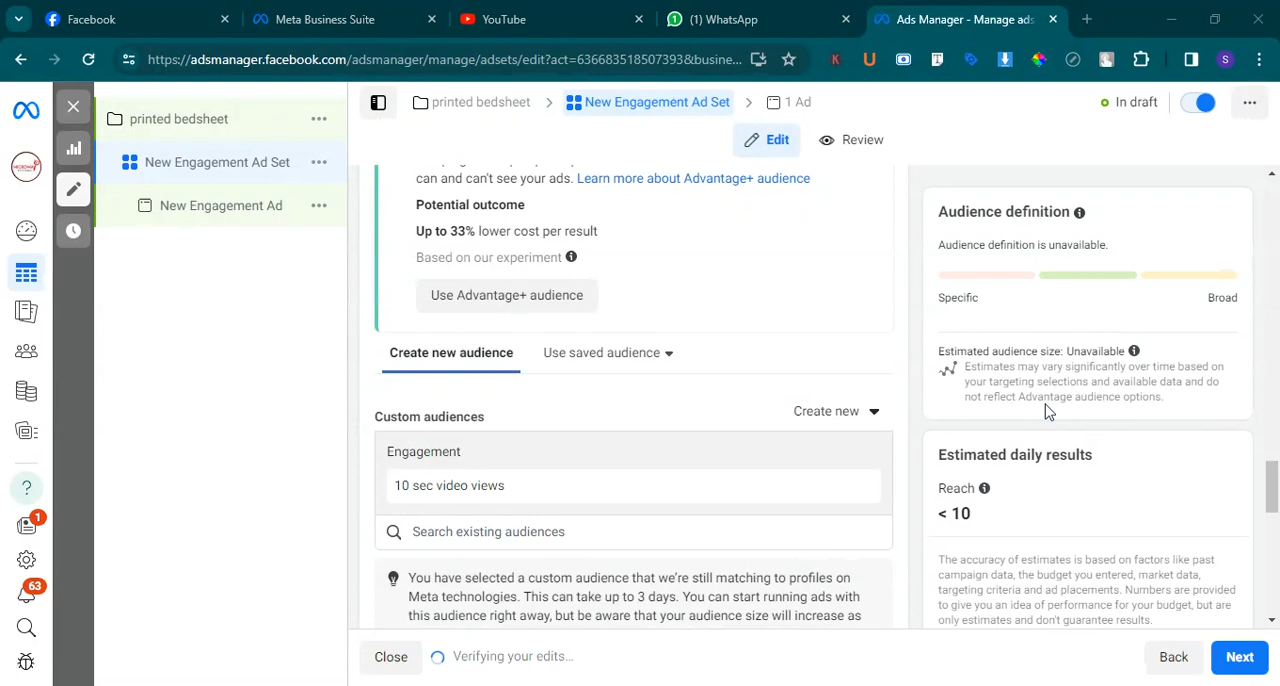 Facebook
Meta Business Suite
YouTube
(1) WhatsApp
Ads Manager - Manage ads
https://adsmanager.facebook.com/adsmanager/manage/adsets/edit?act=636683518507393&busine...
printed bedsheet
New Engagement Ad Set
1 Ad
In draft
Edit
Review
printed bedsheet
New Engagement Ad Set
New Engagement Ad
can and can't see your ads. Learn more about Advantage+ audience
Potential outcome
Up to 33% lower cost per result
Based on our experiment
Use Advantage+ audience
Create new audience
Use saved audience
Custom audiences
Create new
Engagement
10 sec video views
Search existing audiences
You have selected a custom audience that we're still matching to profiles on
Meta technologies. This can take up to 3 days. You can start running ads with
this audience right away, but be aware that your audience size will increase as
Audience definition
Audience definition is unavailable.
Specific
Broad
Estimated audience size: Unavailable
Estimates may vary significantly over time based on
your targeting selections and available data and do
not reflect Advantage audience options.
Estimated daily results
Reach
< 10
The accuracy of estimates is based on factors like past
campaign data, the budget you entered, market data,
targeting criteria and ad placements. Numbers are provided
to give you an idea of performance for your budget, but are
only estimates and don't guarantee results.
1
63
Close
Verifying your edits...
Back
Next